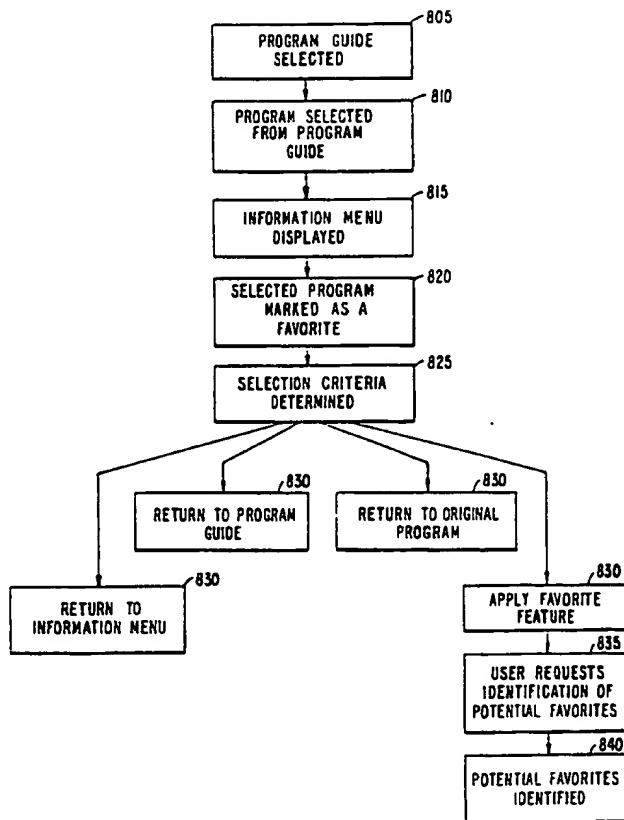 805
PROGRAM GUIDE
SELECTED
810
PROGRAM SELECTED
FROM PROGRAM
GUIDE
815
INFORMATION MENU
DISPLAYED
820
SELECTED PROGRAM
MARKED AS A
FAVORITE
825
SELECTION CRITERIA
DETERMINED
830
RETURN TO PROGRAM
GUIDE
830
RETURN TO ORIGINAL
PROGRAM
830
RETURN TO
INFORMATION MENU
830
APPLY FAVORITE
FEATURE
835
USER REQUESTS
IDENTIFICATION OF
POTENTIAL FAVORITES
840
POTENTIAL FAVORITES
IDENTIFIED